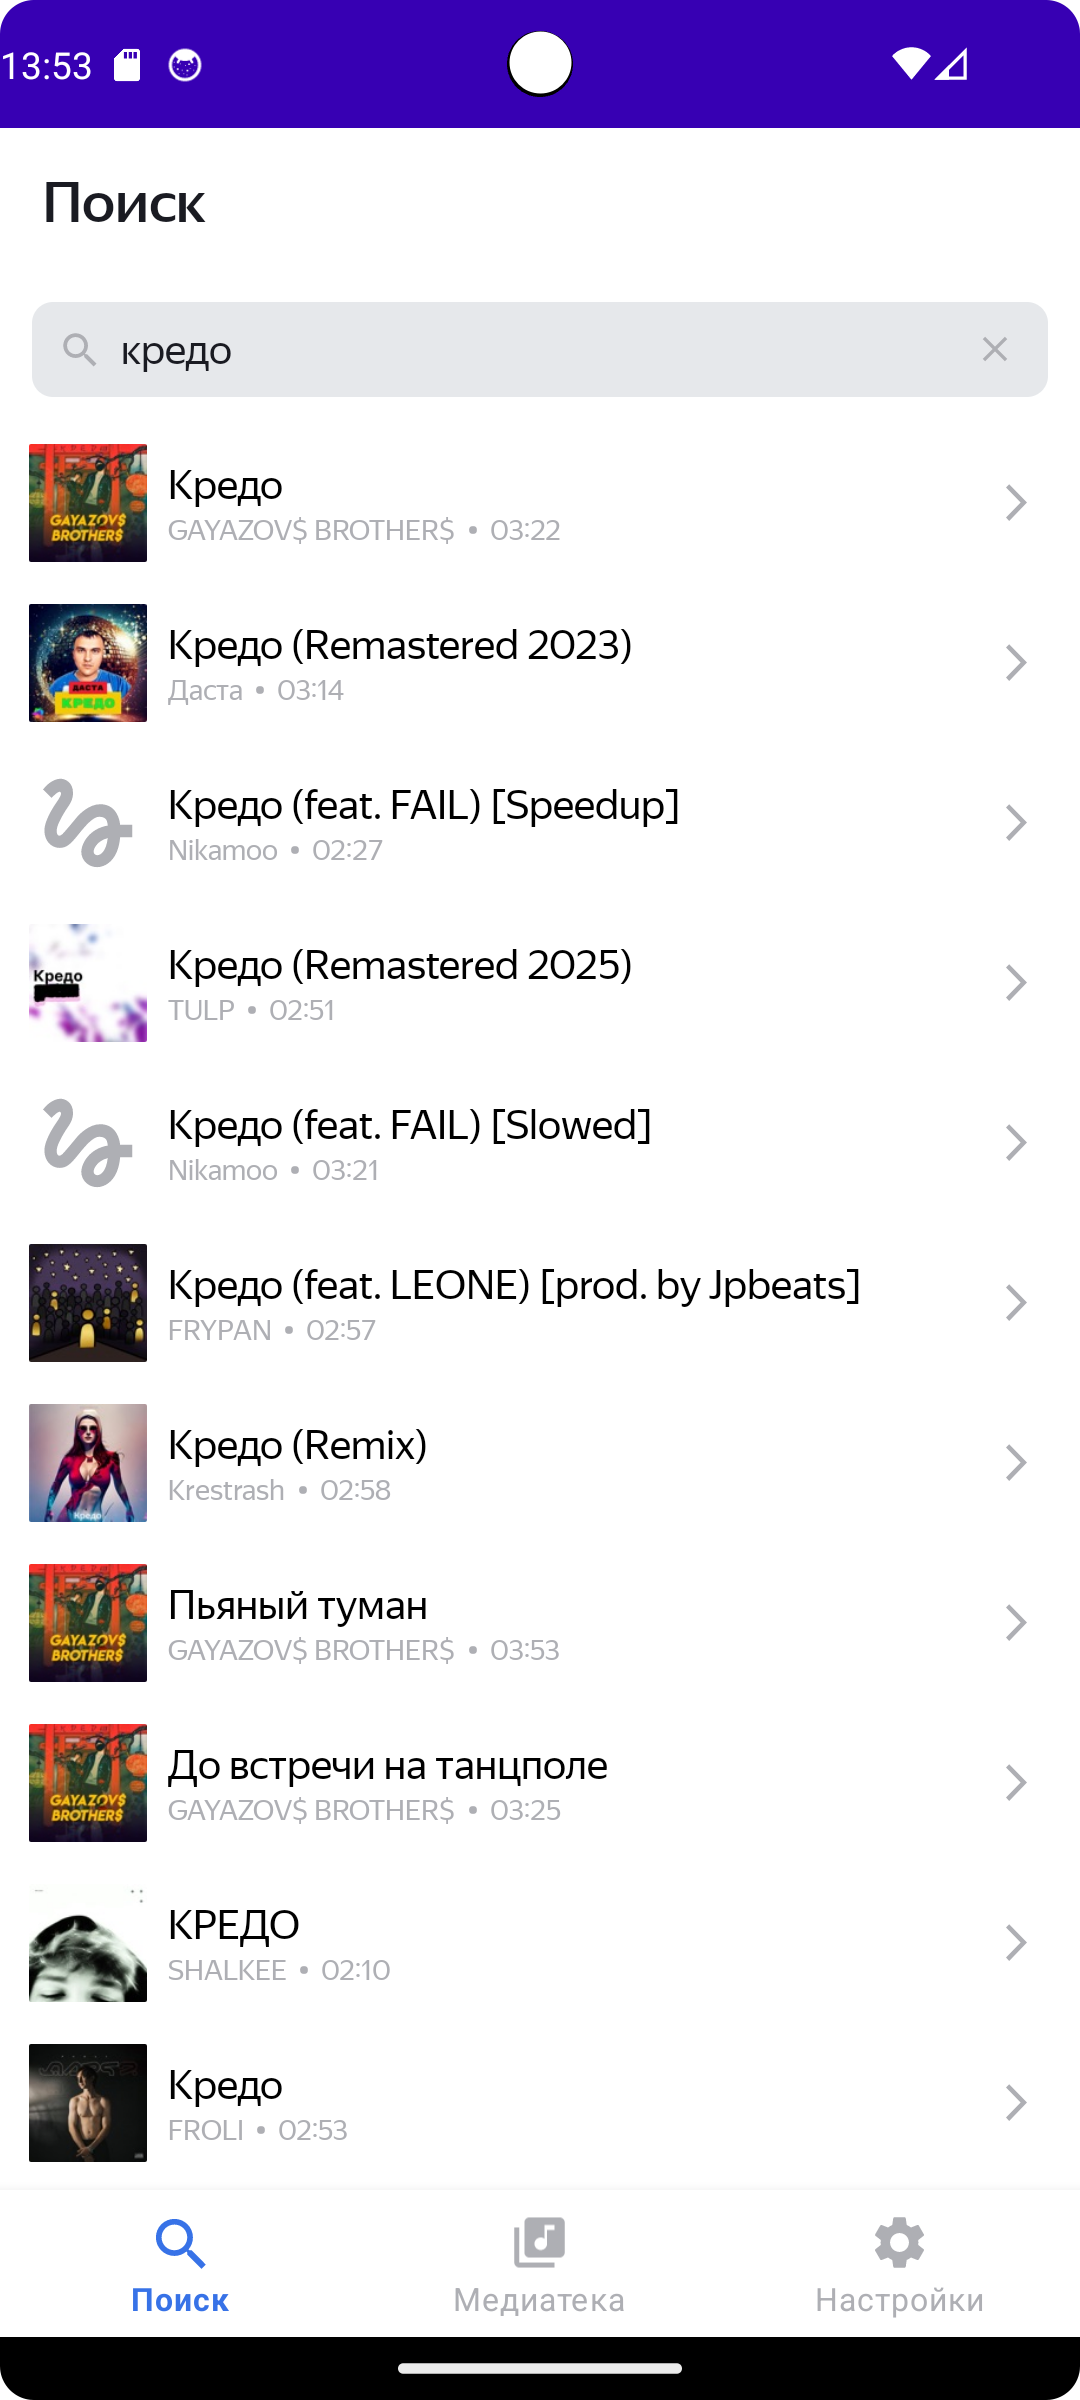 13:53
Поиск
кредо
GAYAZOV$
BROTHER$
Кредо
GAYAZOV$ BROTHER$ • 03:22
ДАСТА
КРЕДО
Кредо (Remastered 2023)
Даста • 03:14
Кредо (feat. FAIL) [Speedup]
Nikamoo • 02:27
Кредо
Кредо (Remastered 2025)
TULP • 02:51
Кредо (feat. FAIL) [Slowed]
Nikamoo • 03:21
Кредо (feat. LEONE) [prod. by Jpbeats]
FRYPAN • 02:57
Кредо
Кредо (Remix)
Krestrash • 02:58
GAYAZOV$
BROTHER$
Пьяный туман
GAYAZOV$ BROTHER$ • 03:53
GAYAZOV$
BROTHER$
До встречи на танцполе
GAYAZOV$ BROTHER$ • 03:25
КРЕДО
SHALKEE • 02:10
Кредо
FROLI • 02:53
Поиск
Медиатека
Настройки